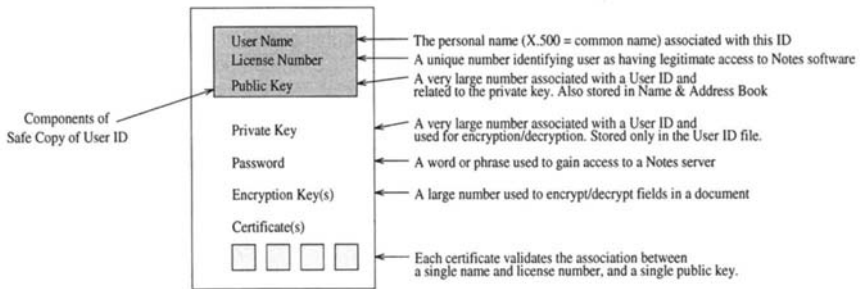 User Name
The personal name (X.500 = common name) associated with this ID
License Number
A unique number identifying user as having legitimate access to Notes software
Public Key
A very large number associated with a User ID and
related to the private key. Also stored in Name & Address Book
Components of
Safe Copy of User ID
Private Key
A very large number associated with a User ID and
used for encryption/decryption. Stored only in the User ID file.
Password
A word or phrase used to gain access to a Notes server
Encryption Key(s)
A large number used to encrypt/decrypt fields in a document
Certificate(s)
Each certificate validates the association between
a single name and license number, and a single public key.